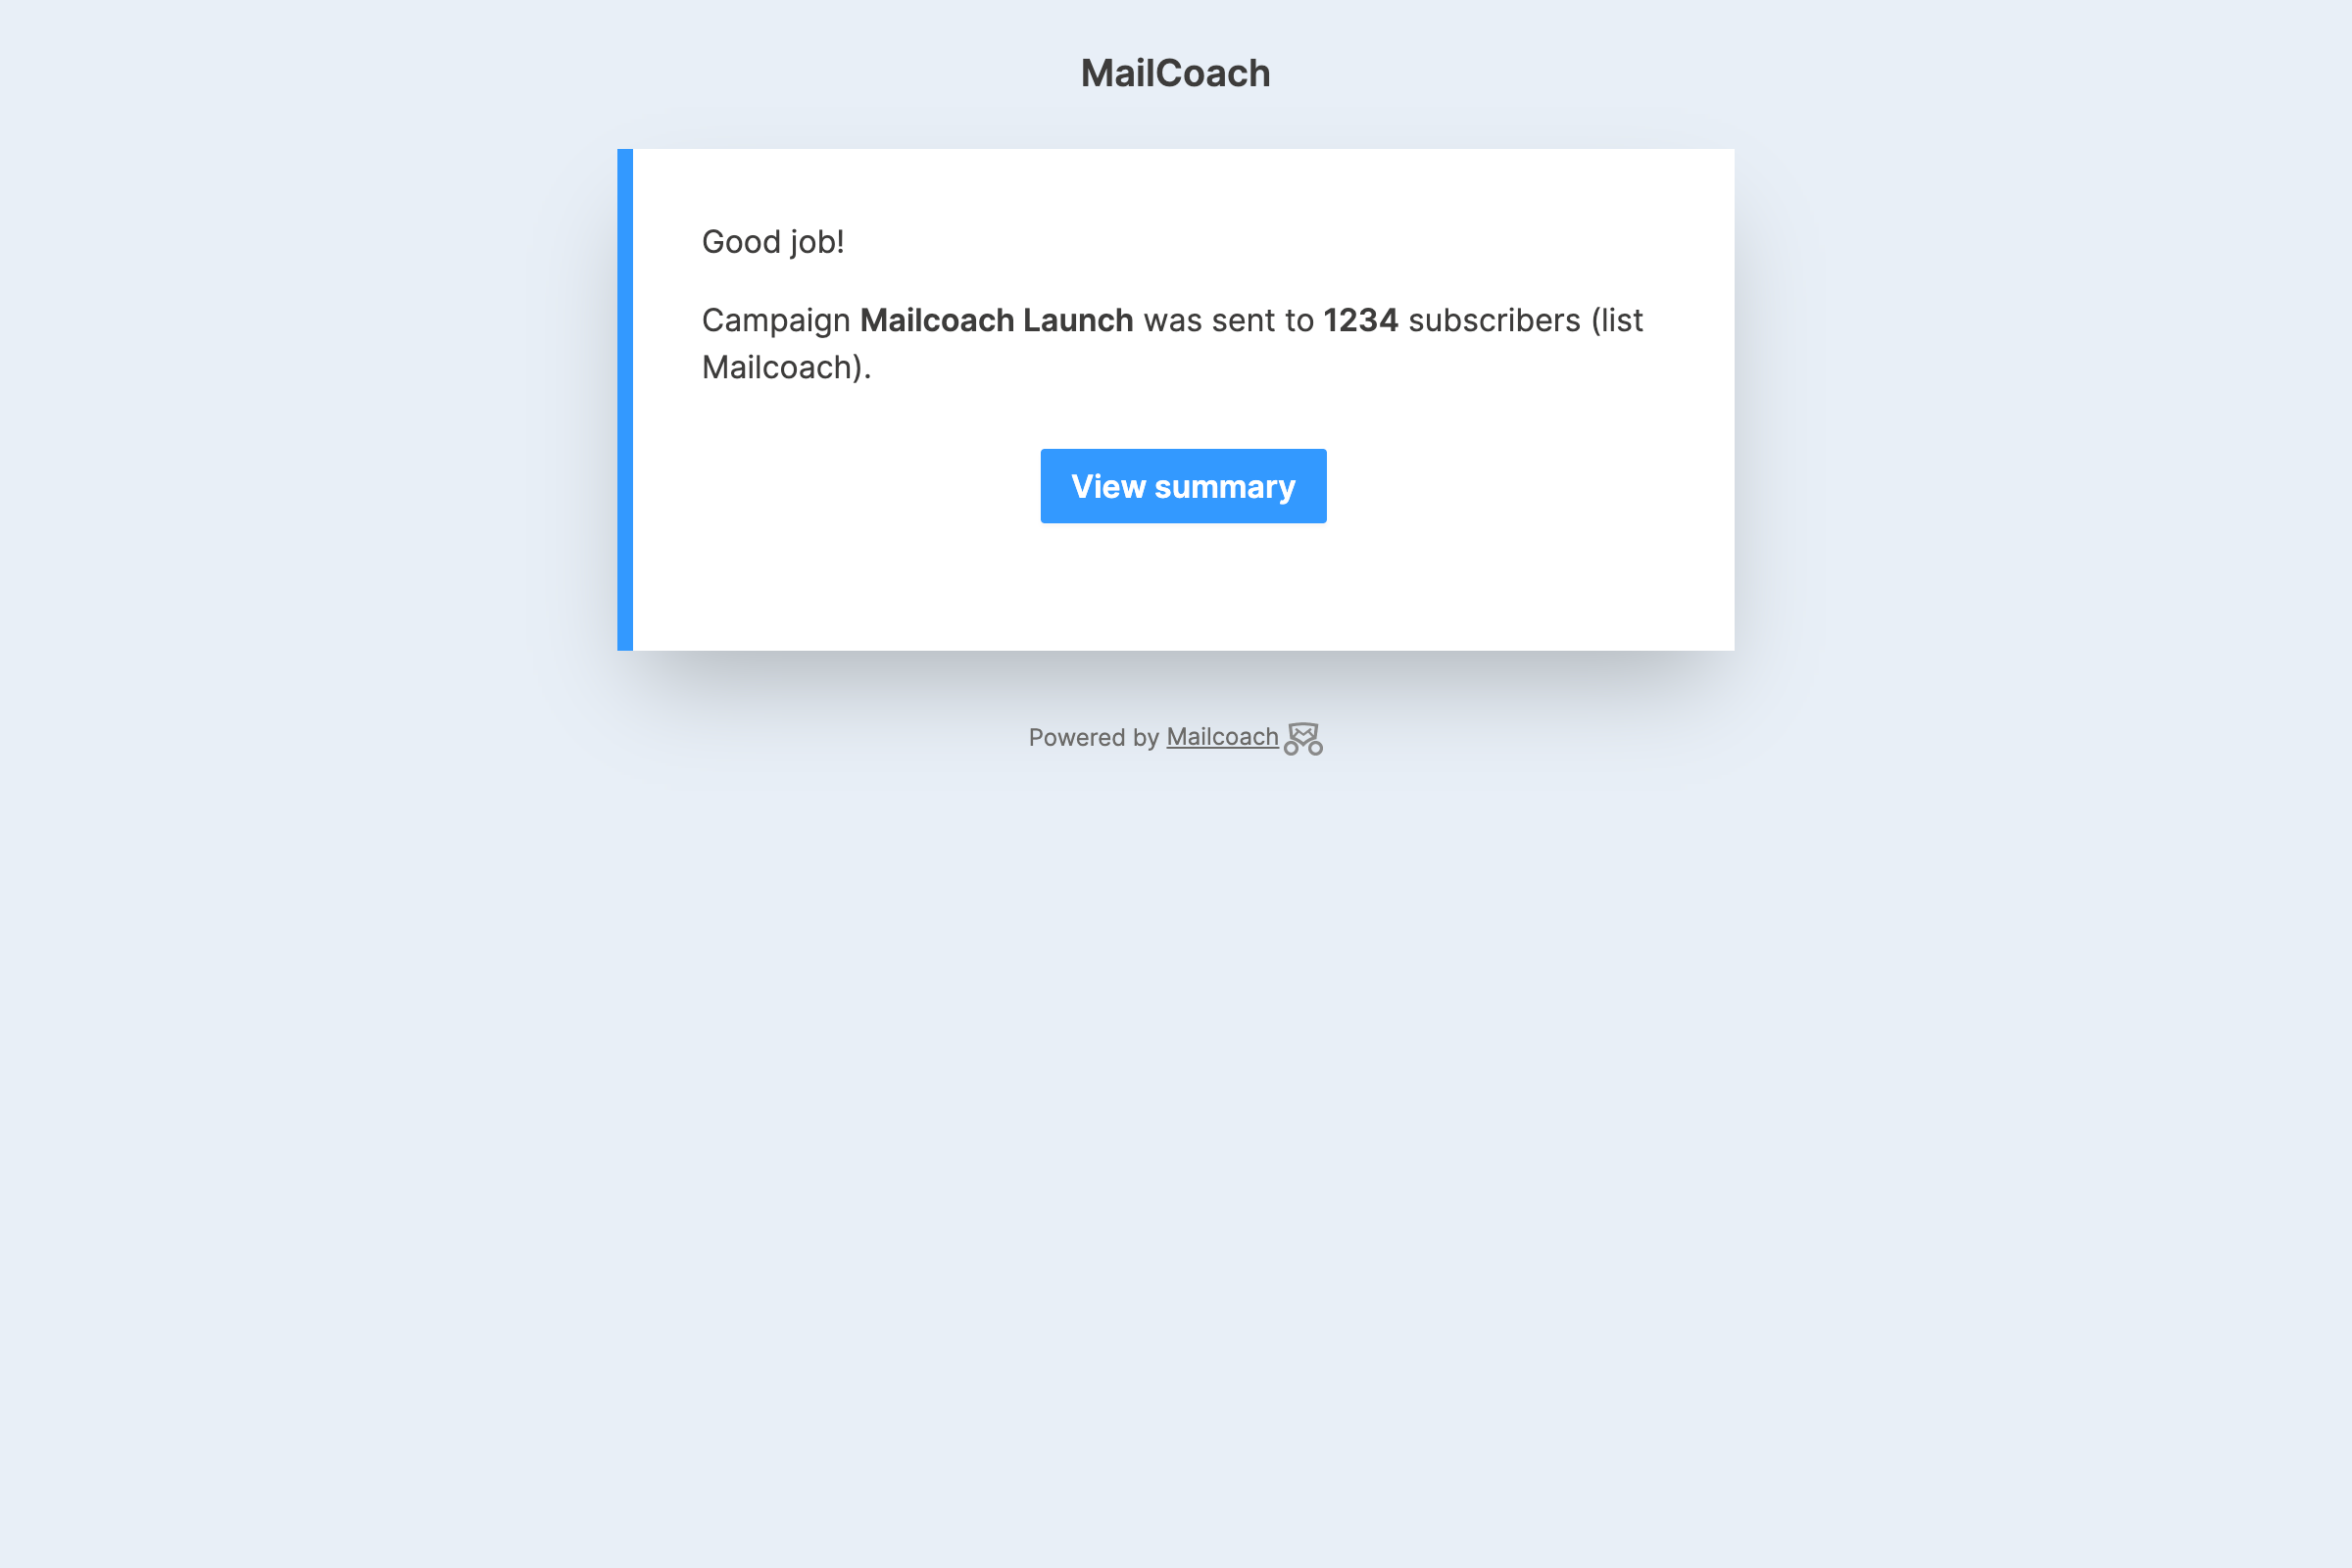 MailCoach
Good job!
Campaign Mailcoach Launch was sent to 1234 subscribers (list
Mailcoach).
View summary
Powered by Mailcoach